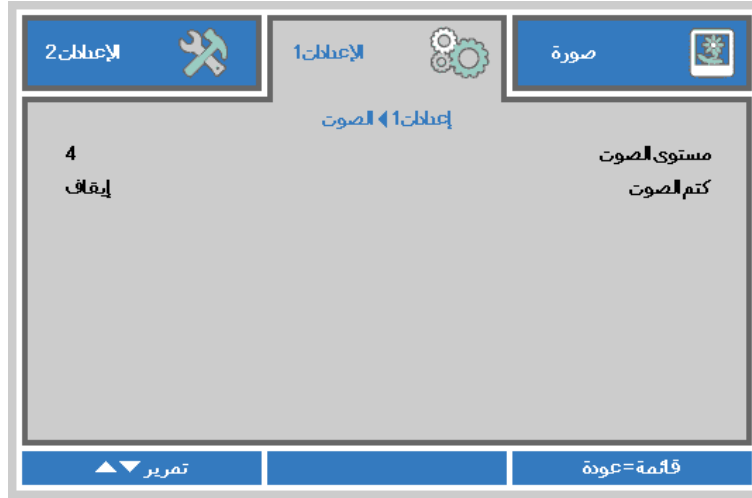 صورة
الإعدادات1
الإعدادات2
إعدادات1 ⏵ الصوت
مستوى الصوت 4
كتم الصوت إيقاف
قائمة=عودة
تمرير ▼▲